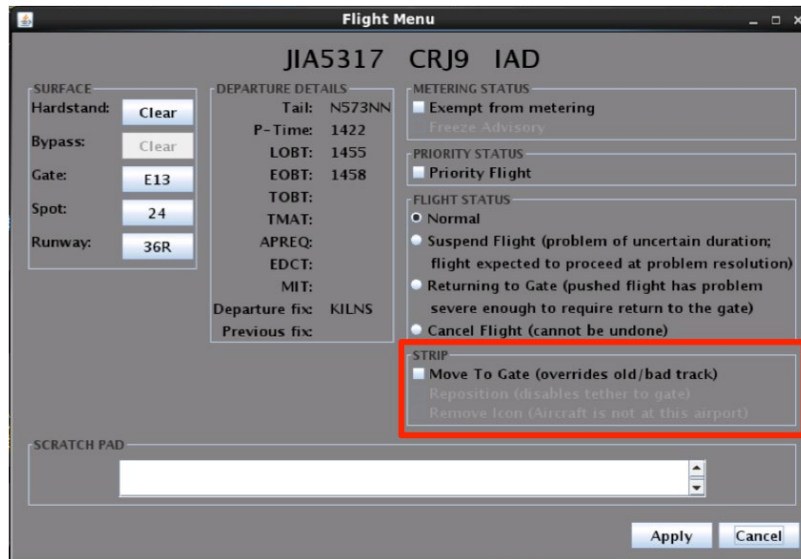 Flight Menu
JIA5317 CRJ9 IAD
SURFACE
Hardstand: Clear
Bypass: Clear
Gate: E13
Spot: 24
Runway: 36R
DEPARTURE DETAILS
Tail: N573NN
P-Time: 1422
LOBT: 1455
EOBT: 1458
TOBT:
TMAT:
APREQ:
EDCT:
MIT:
Departure fix: KILNS
Previous fix:
METERING STATUS
Exempt from metering
Freeze Advisory
PRIORITY STATUS
Priority Flight
FLIGHT STATUS
Normal
Suspend Flight (problem of uncertain duration;
flight expected to proceed at problem resolution)
Returning to Gate (pushed flight has problem
severe enough to require return to the gate)
Cancel Flight (cannot be undone)
STRIP
Move To Gate (overrides old/bad track)
Reposition (disables tether to gate)
Remove Icon (Aircraft is not at this airport)
SCRATCH PAD
Apply Cancel